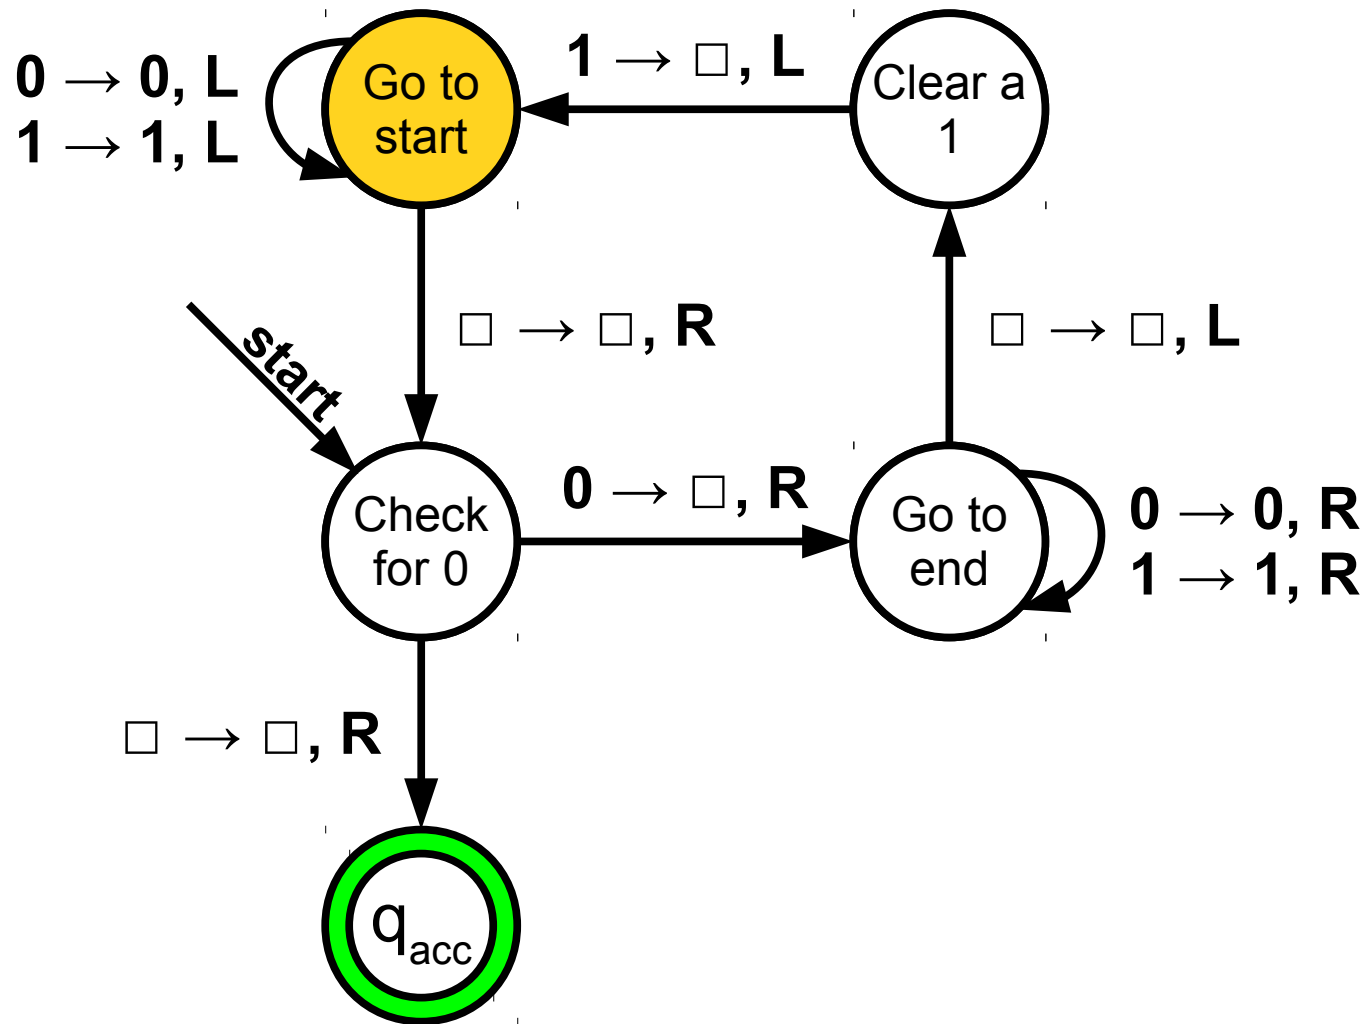 0 → 0, L
1 → 1, L
Go to
start
1 → □, L
Clear a
1
□ → □, R
□ → □, L
start
Check
for 0
0 → □, R
Go to
end
0 → 0, R
1 → 1, R
□ → □, R
qacc